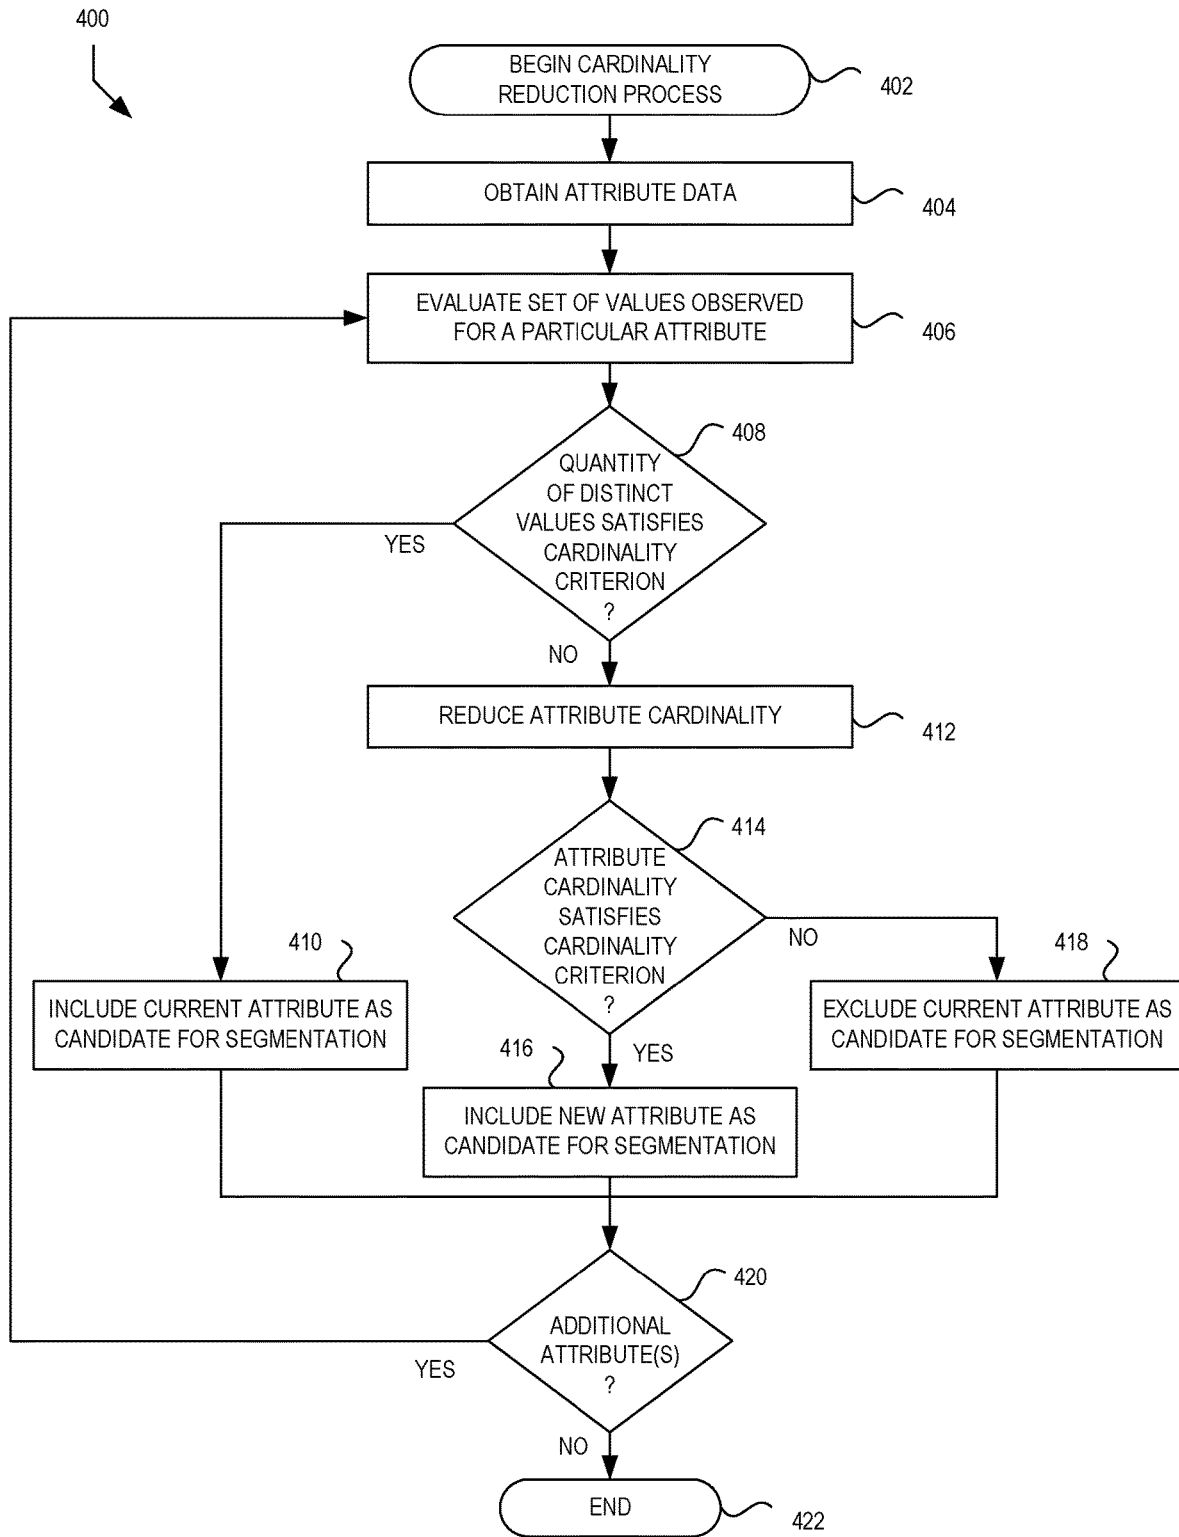 400
BEGIN CARDINALITY
REDUCTION PROCESS
402
OBTAIN ATTRIBUTE DATA
404
EVALUATE SET OF VALUES OBSERVED
FOR A PARTICULAR ATTRIBUTE
406
408
QUANTITY
OF DISTINCT
VALUES SATISFIES
CARDINALITY
CRITERION
?
YES
NO
REDUCE ATTRIBUTE CARDINALITY
412
414
ATTRIBUTE
CARDINALITY
SATISFIES
CARDINALITY
CRITERION
?
NO
YES
410
INCLUDE CURRENT ATTRIBUTE AS
CANDIDATE FOR SEGMENTATION
418
EXCLUDE CURRENT ATTRIBUTE AS
CANDIDATE FOR SEGMENTATION
416
INCLUDE NEW ATTRIBUTE AS
CANDIDATE FOR SEGMENTATION
420
ADDITIONAL
ATTRIBUTE(S)
?
YES
NO
END
422